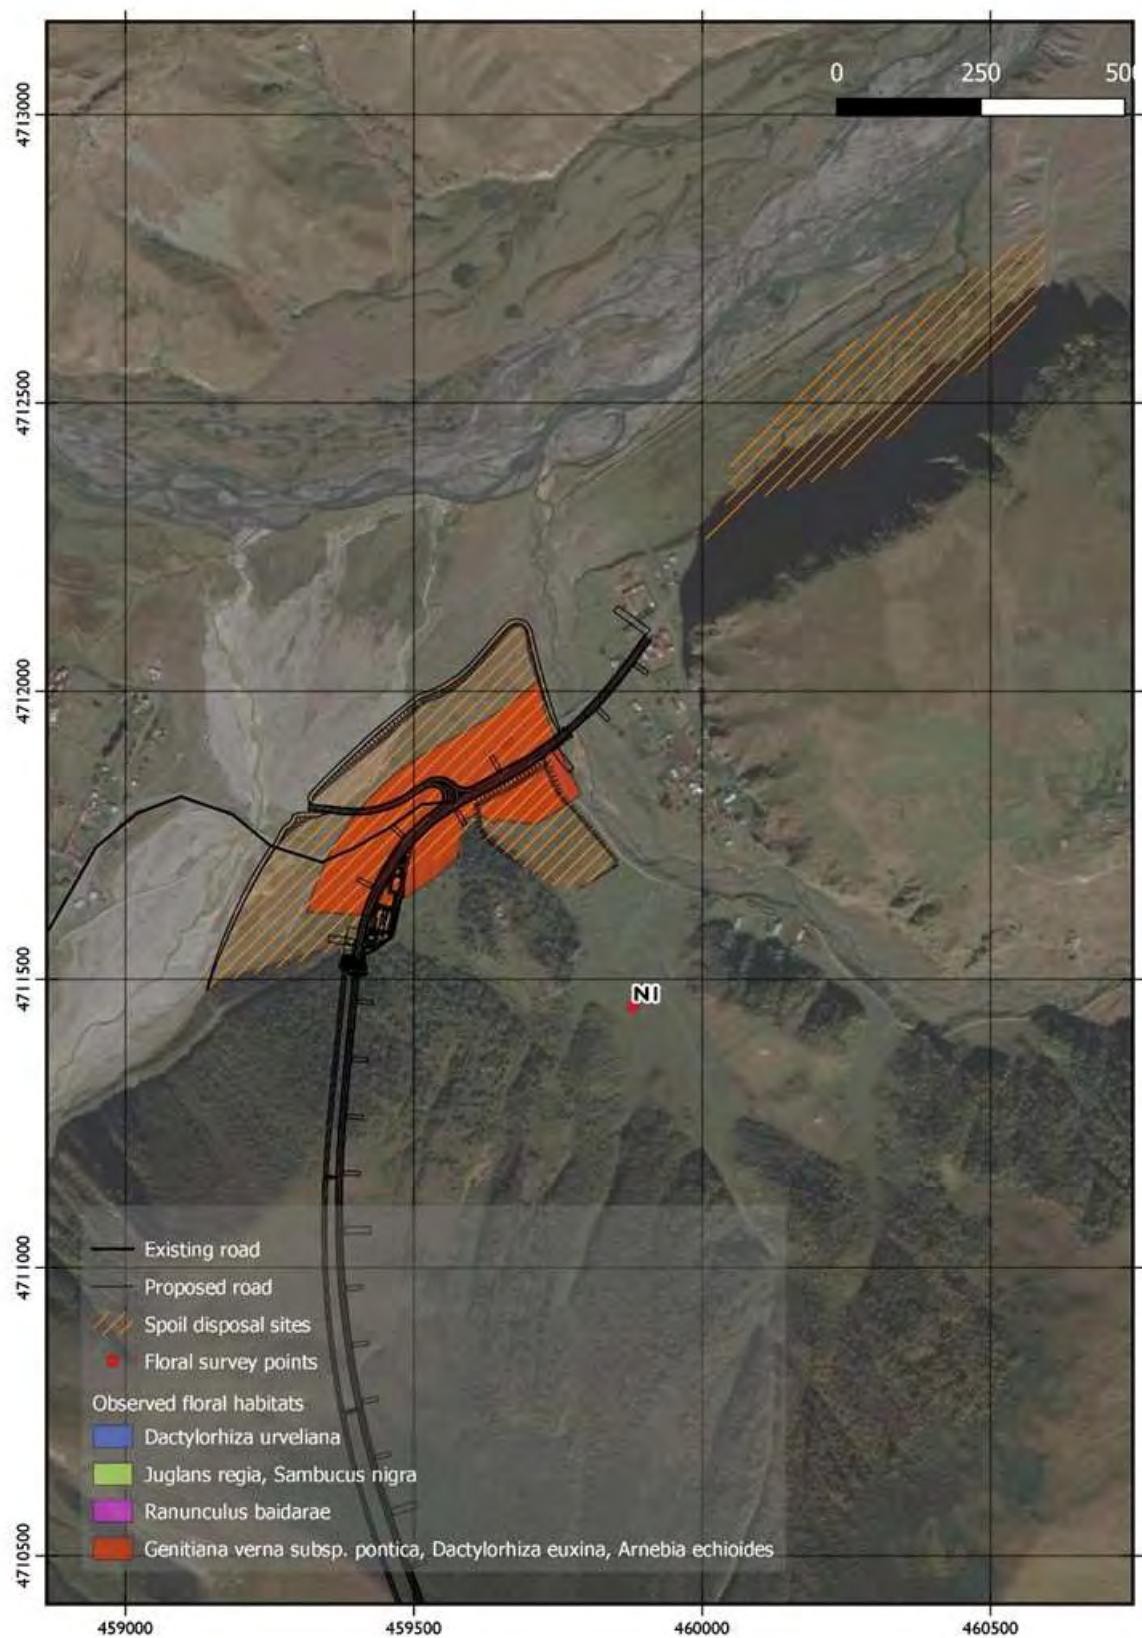 0 250 50
4713000
4712500
4712000
4711500
4711000
4710500
NI
Existing road
Proposed road
Spoil disposal sites
Floral survey points
Observed floral habitats
Dactylorhiza urveliana
Juglans regia, Sambucus nigra
Ranunculus baidarae
Genitiana verna subsp. pontica, Dactylorhiza euxina, Arnebia echioides
459000 459500 460000 460500